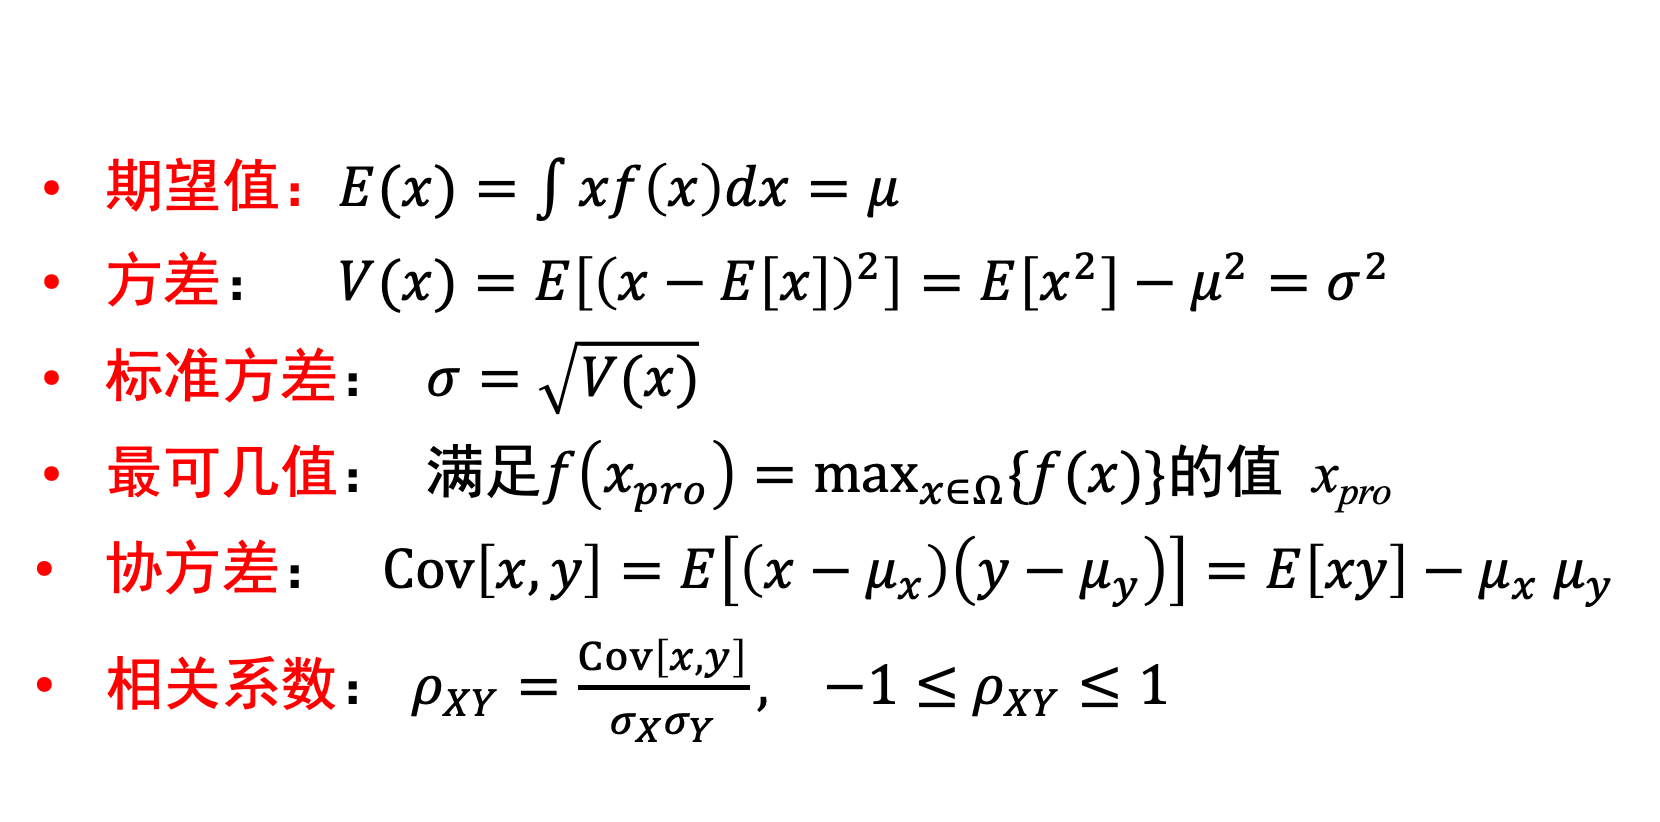 • 期望值：E(x) = ∫ xf(x)dx = μ
• 方差： V(x) = E[(x − E[x])²] = E[x²] − μ² = σ²
• 标准方差： σ = √V(x)
• 最可几值： 满足f(x_pro) = max_{x∈Ω}{f(x)}的值 x_pro
• 协方差： Cov[x, y] = E[(x − μ_x)(y − μ_y)] = E[xy] − μ_x μ_y
• 相关系数： ρ_XY = Cov[x,y]/σ_Xσ_Y, −1 ≤ ρ_XY ≤ 1